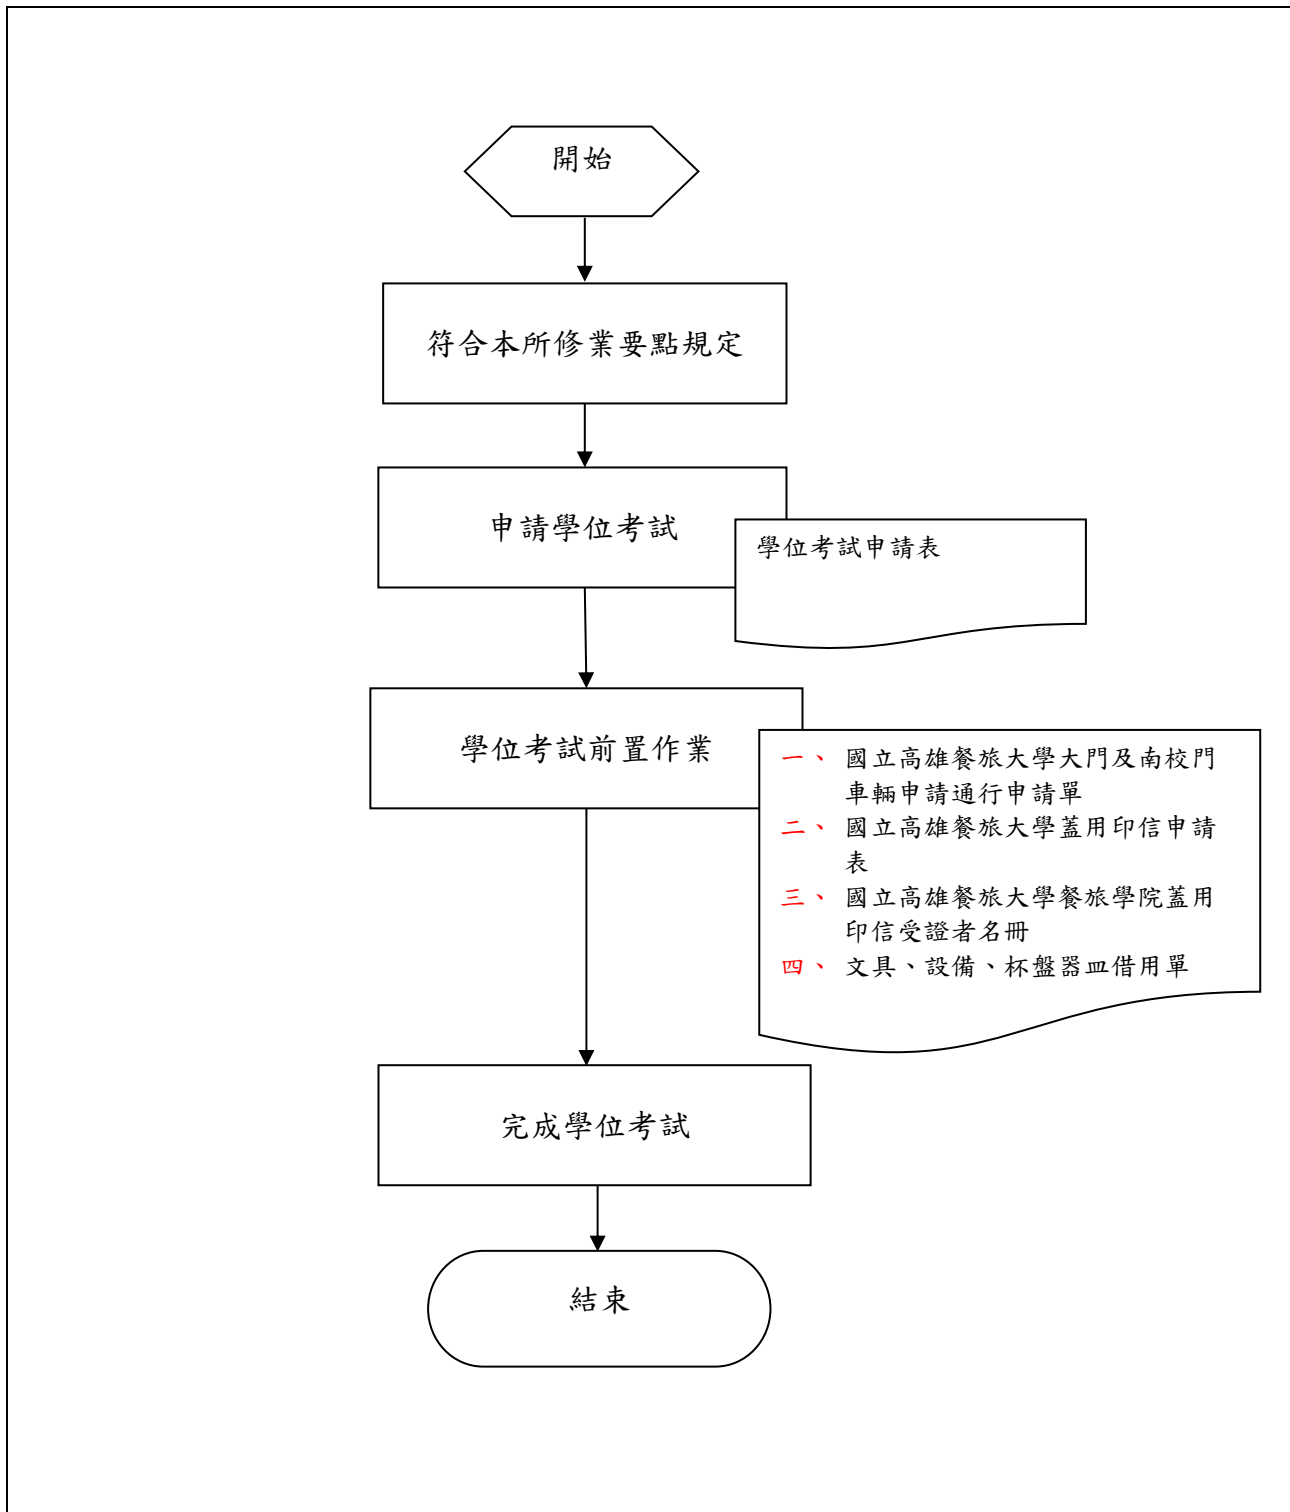 開始
符合本所修業要點規定
申請學位考試
學位考試申請表
學位考試前置作業
一、 國立高雄餐旅大學大門及南校門
車輛申請通行申請單
二、 國立高雄餐旅大學蓋用印信申請
表
三、 國立高雄餐旅大學餐旅學院蓋用
印信受證者名冊
四、 文具、設備、杯盤器皿借用單
完成學位考試
結束